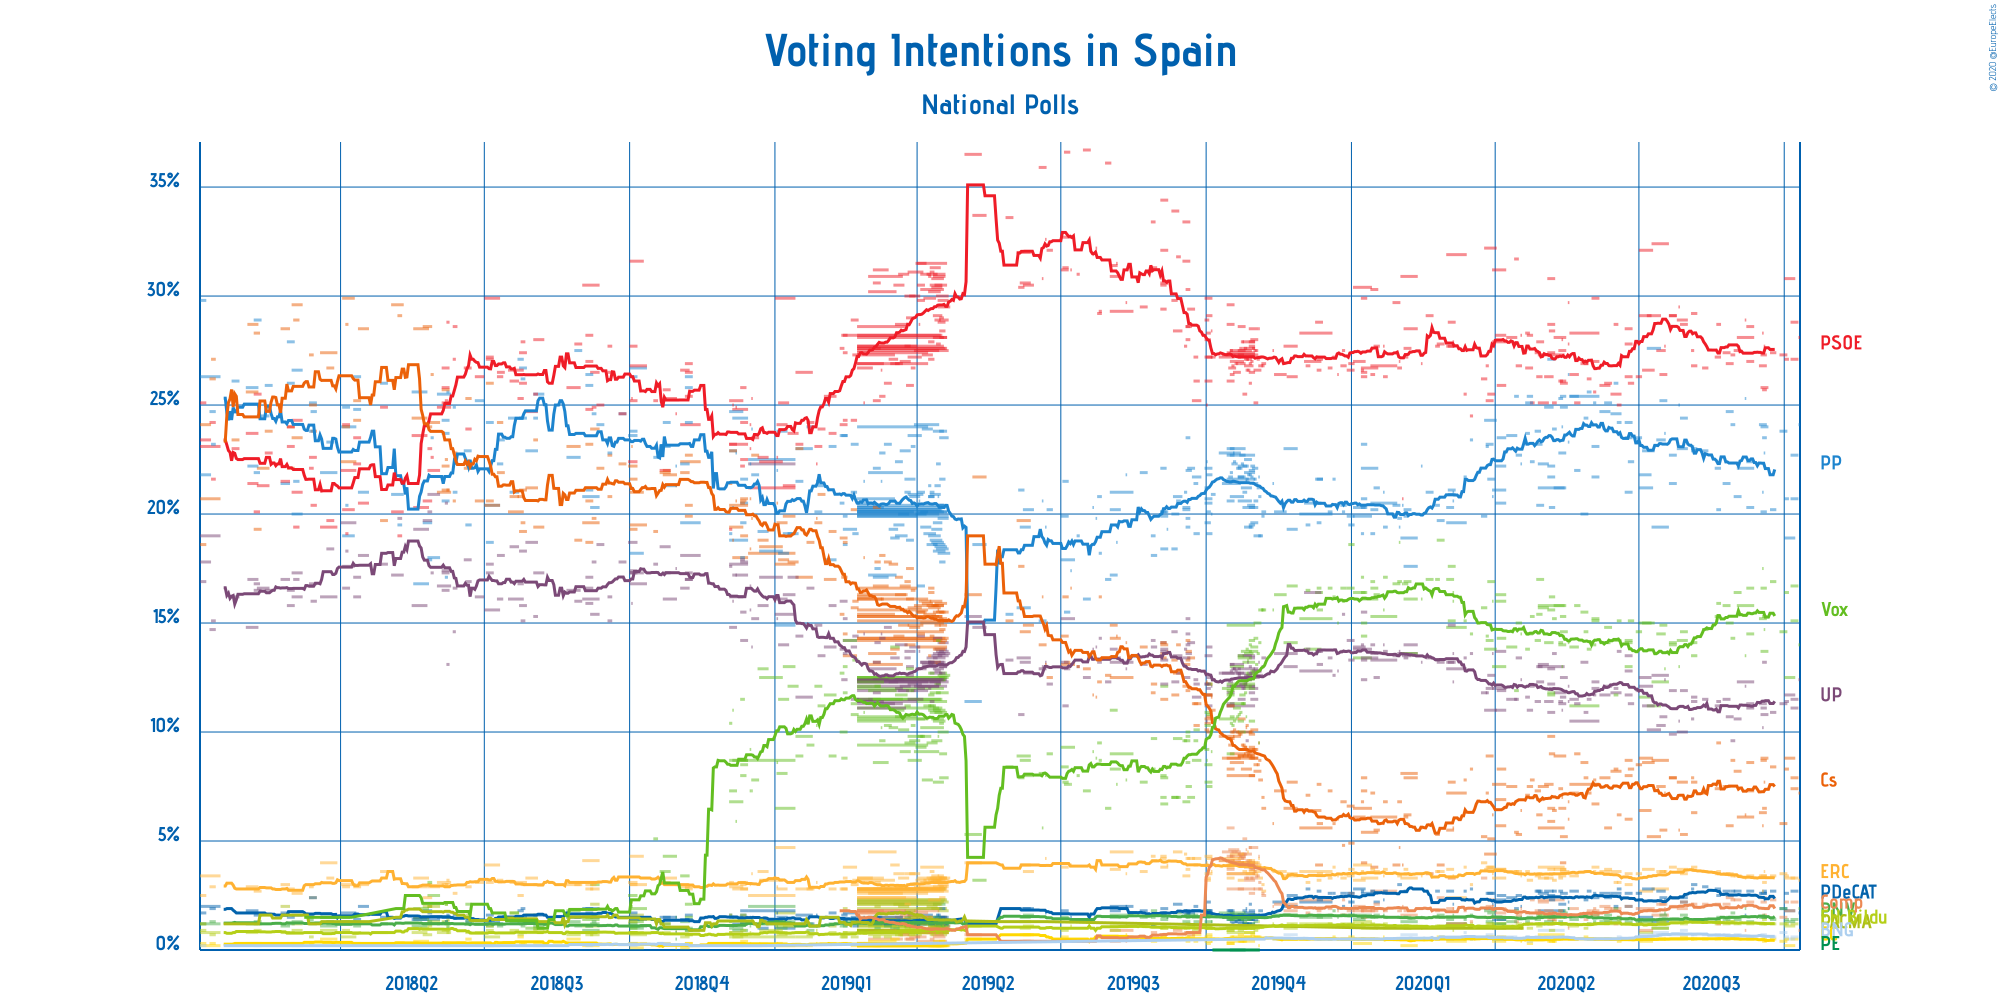 © 2020 @EuropeElects
Voting Intentions in Spain
National Polls
35%
30%
25%
20%
15%
10%
5%
0%
PSOE
PP
Vox
UP
Cs
ERC
PDeCAT
PE
2018Q2
2018Q3
2018Q4
2019Q1
2019Q2
2019Q3
2019Q4
2020Q1
2020Q2
2020Q3